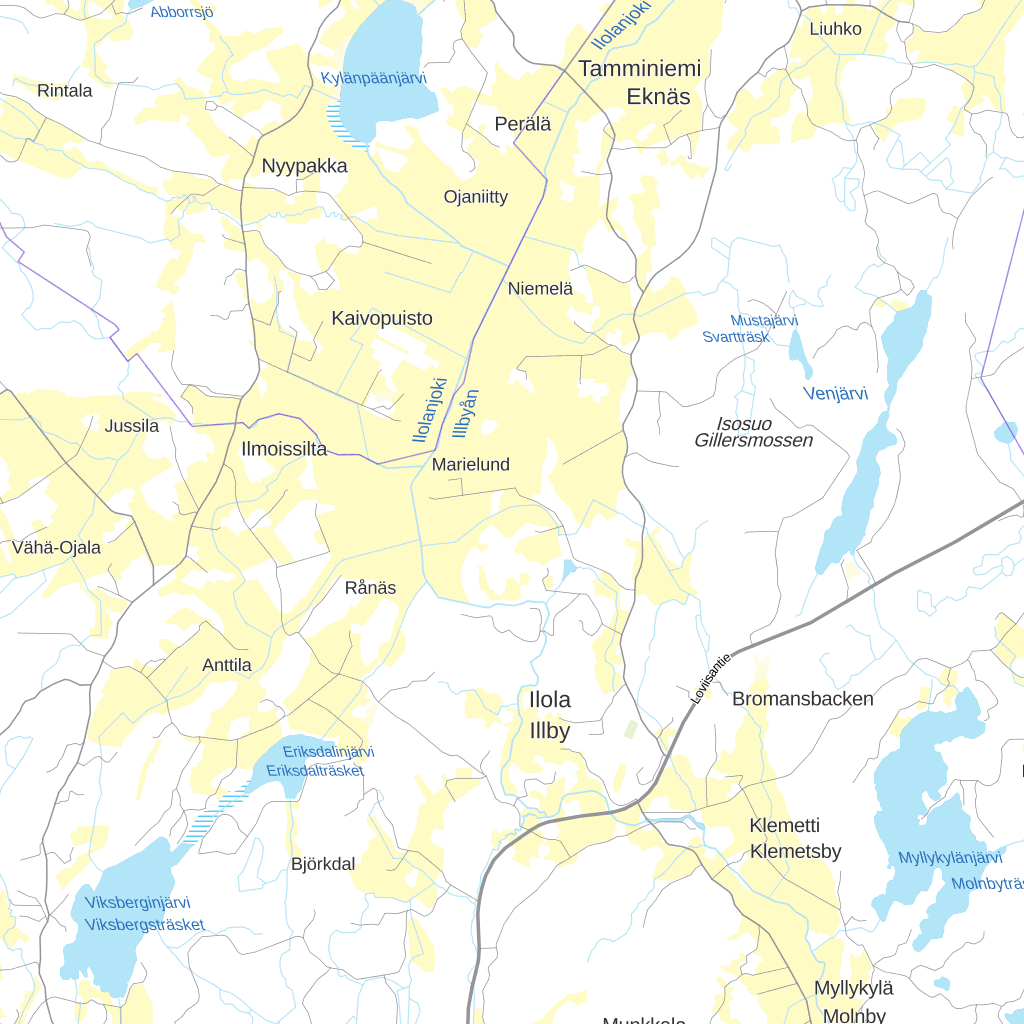 Abborrsjö
Ilolanjoki
Liuhko
Kylänpäänjärvi
Tamminiemi
Eknäs
Rintala
Perälä
Nyypakka
Ojaniitty
Niemelä
Kaivopuisto
Mustajärvi
Svartträsk
Venjärvi
Ilolanjoki
Illbyån
Jussila
Isosuo
Gillersmossen
Ilmoissilta
Marielund
Vähä-Ojala
Rånäs
Anttila
Loviisantie
Ilola
Illby
Bromansbacken
Eriksdalinjärvi
Eriksdalträsket
Klemetti
Klemetsby
Björkdal
Myllykylänjärvi
Molnbyträs
Viksberginjärvi
Viksbergsträsket
Myllykylä
Molnby
Munkkola